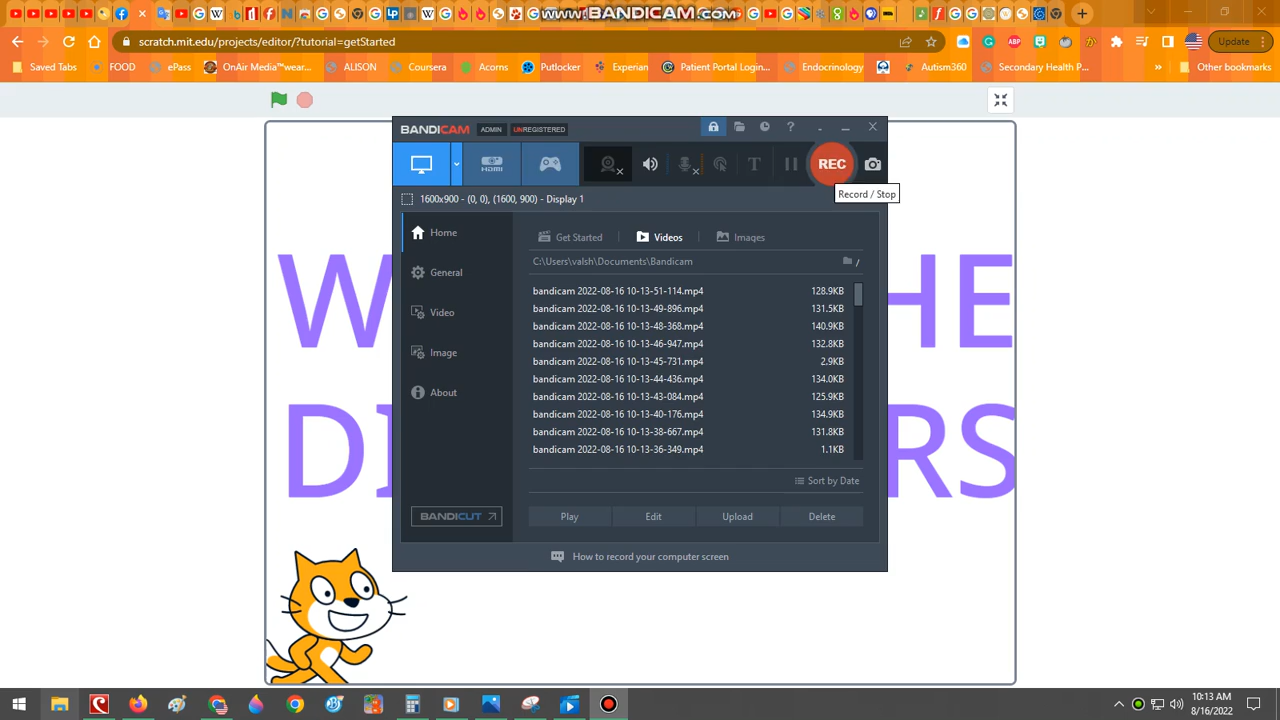 www.BANDICAM.com
scratch.mit.edu/projects/editor/?tutorial=getStarted
Update
Saved Tabs FOOD ePass OnAir Media™wear... ALISON Coursera Acorns Putlocker Experian Patient Portal Login... Endocrinology Autism360 Secondary Health P... » Other bookmarks
BANDICAM ADMIN UNREGISTERED
HDMI T REC
Record / Stop
1600x900 - (0, 0), (1600, 900) - Display 1
Home
General
Video
Image
About
BANDICUT
Get Started Videos Images
C:\Users\valsh\Documents\Bandicam
bandicam 2022-08-16 10-13-51-114.mp4 128.9KB
bandicam 2022-08-16 10-13-49-896.mp4 131.5KB
bandicam 2022-08-16 10-13-48-368.mp4 140.9KB
bandicam 2022-08-16 10-13-46-947.mp4 132.8KB
bandicam 2022-08-16 10-13-45-731.mp4 2.9KB
bandicam 2022-08-16 10-13-44-436.mp4 134.0KB
bandicam 2022-08-16 10-13-43-084.mp4 125.9KB
bandicam 2022-08-16 10-13-40-176.mp4 134.9KB
bandicam 2022-08-16 10-13-38-667.mp4 131.8KB
bandicam 2022-08-16 10-13-36-349.mp4 1.1KB
Sort by Date
Play Edit Upload Delete
How to record your computer screen
W HE
DI RS
10:13 AM
8/16/2022